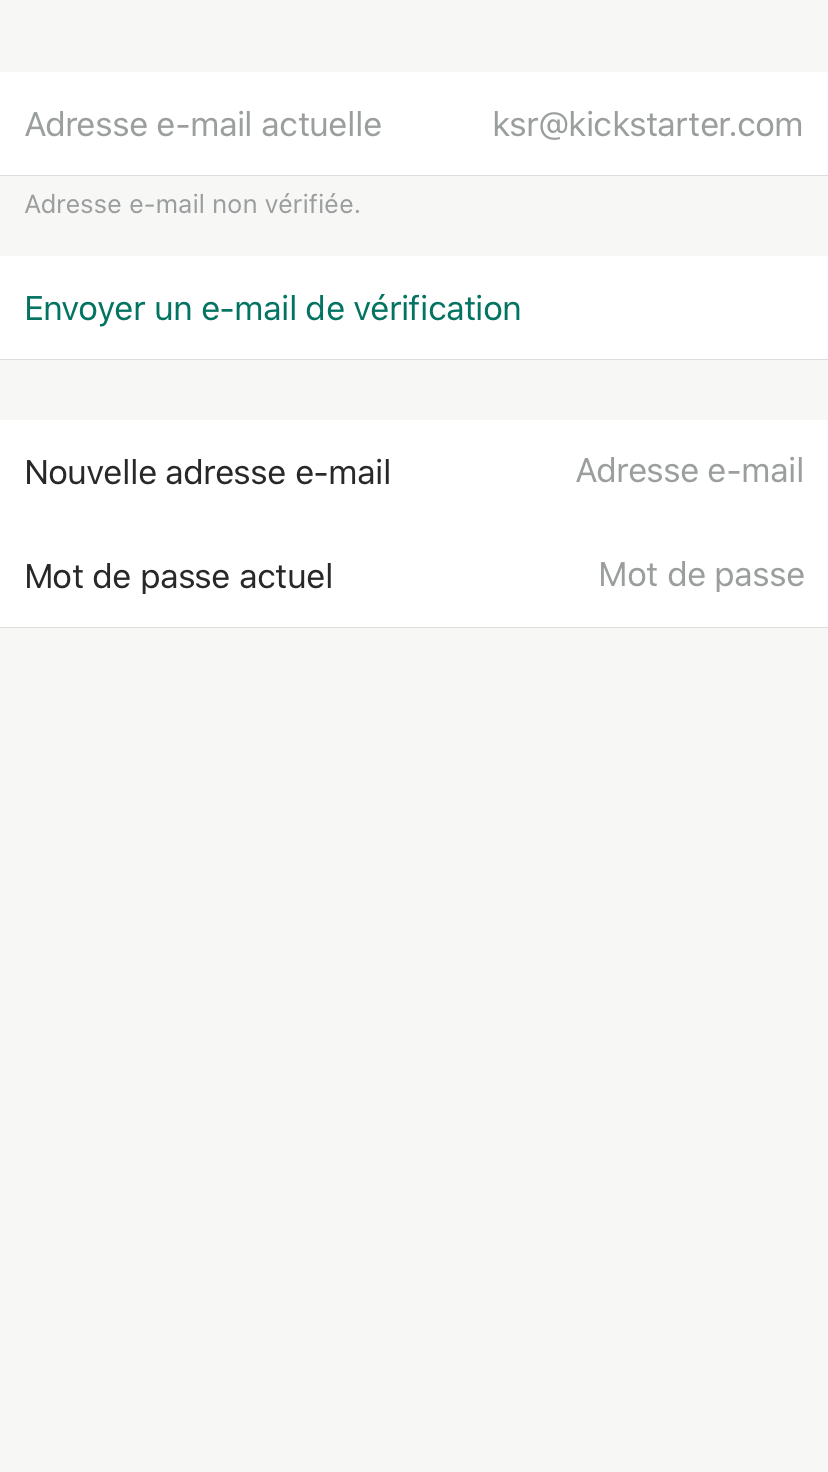 Adresse e-mail actuelle ksr@kickstarter.com
Adresse e-mail non vérifiée.
Envoyer un e-mail de vérification
Nouvelle adresse e-mail Adresse e-mail
Mot de passe actuel Mot de passe